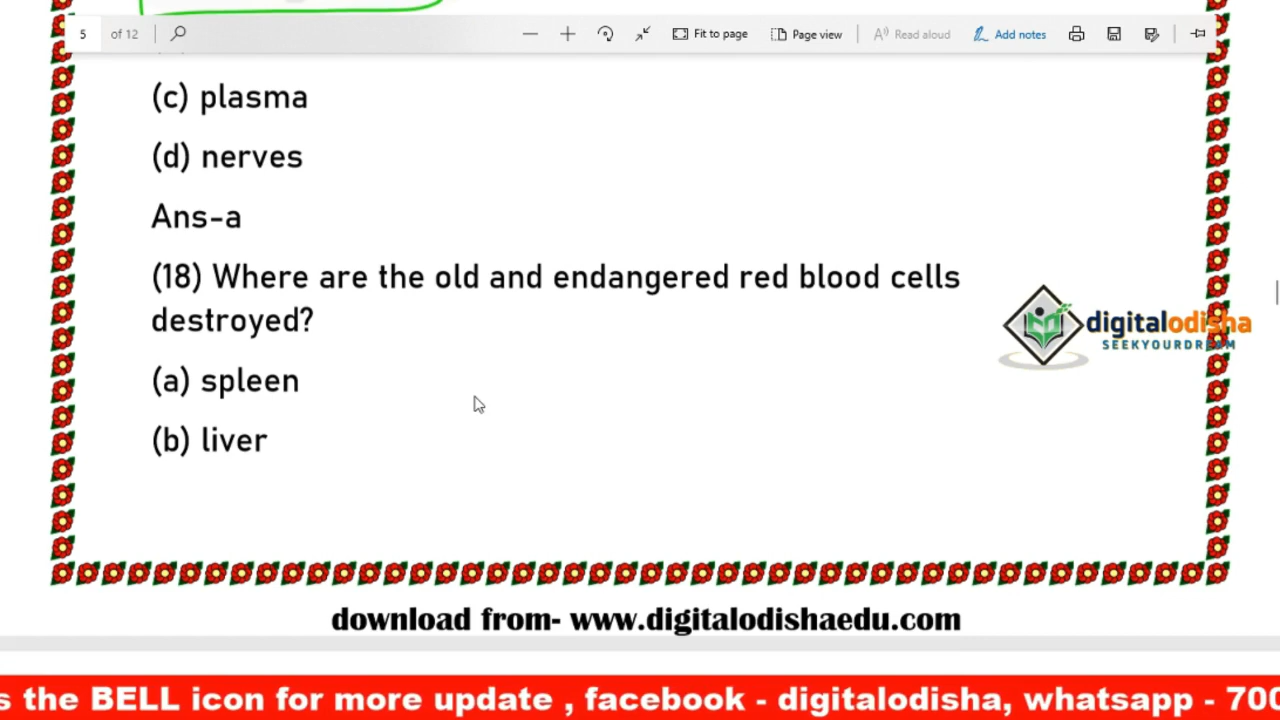 5 of 12 Fit to page Page view Read aloud Add notes
(c) plasma
(d) nerves
Ans-a
(18) Where are the old and endangered red blood cells
destroyed?
(a) spleen
(b) liver
digitalodisha
SEEKYOURDREAM
download from- www.digitalodishaedu.com
s the BELL icon for more update , facebook - digitalodisha, whatsapp - 700